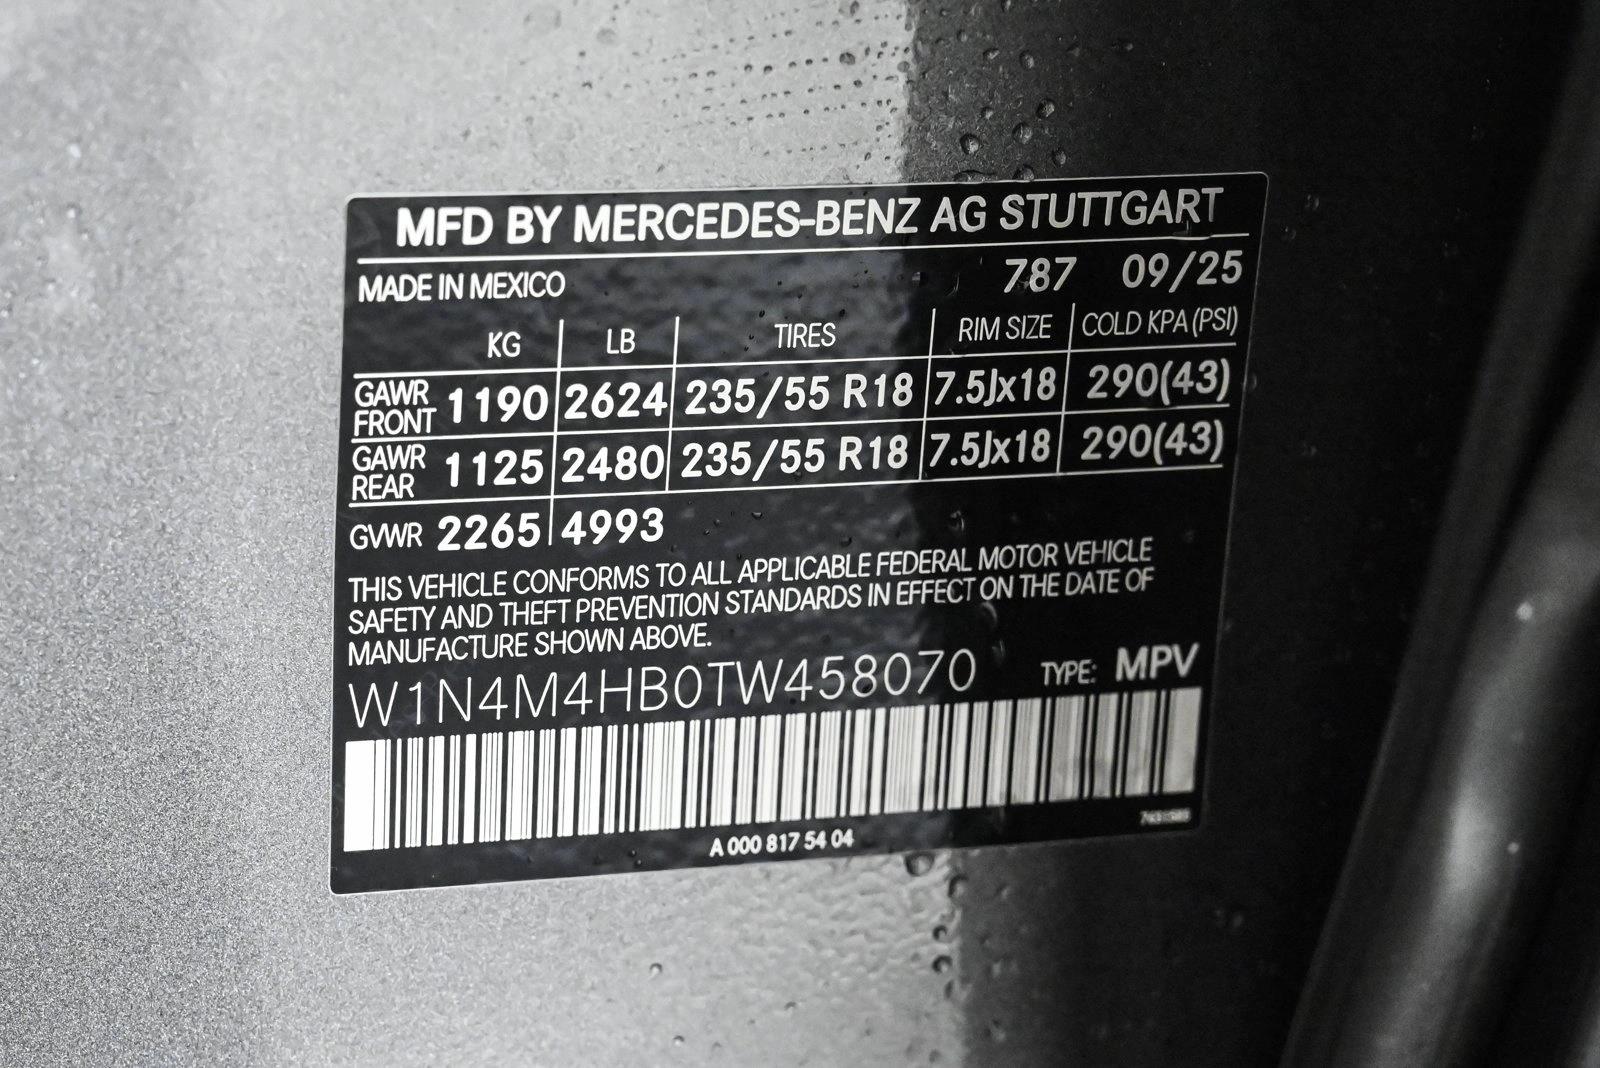 MFD BY MERCEDES-BENZ AG STUTTGART
MADE IN MEXICO 787 09/25
KG LB TIRES RIM SIZE COLD KPA (PSI)
GAWR FRONT 1190 2624 235/55 R18 7.5Jx18 290(43)
GAWR REAR 1125 2480 235/55 R18 7.5Jx18 290(43)
GVWR 2265 4993
THIS VEHICLE CONFORMS TO ALL APPLICABLE FEDERAL MOTOR VEHICLE
SAFETY AND THEFT PREVENTION STANDARDS IN EFFECT ON THE DATE OF
MANUFACTURE SHOWN ABOVE.
W1N4M4HB0TW458070 TYPE: MPV
A 000 817 54 04